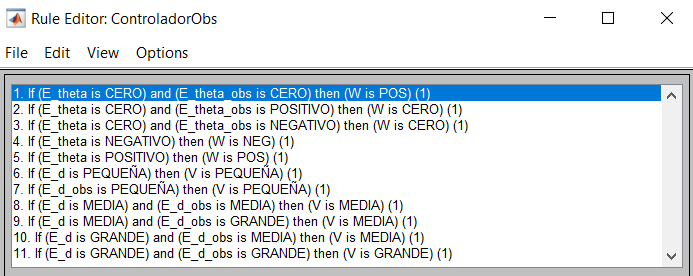 Rule Editor: ControladorObs
File Edit View Options
1. If (E_theta is CERO) and (E_theta_obs is CERO) then (W is POS) (1)
2. If (E_theta is CERO) and (E_theta_obs is POSITIVO) then (W is CERO) (1)
3. If (E_theta is CERO) and (E_theta_obs is NEGATIVO) then (W is CERO) (1)
4. If (E_theta is NEGATIVO) then (W is NEG) (1)
5. If (E_theta is POSITIVO) then (W is POS) (1)
6. If (E_d is PEQUEÑA) then (V is PEQUEÑA) (1)
7. If (E_d_obs is PEQUEÑA) then (V is PEQUEÑA) (1)
8. If (E_d is MEDIA) and (E_d_obs is MEDIA) then (V is MEDIA) (1)
9. If (E_d is MEDIA) and (E_d_obs is GRANDE) then (V is MEDIA) (1)
10. If (E_d is GRANDE) and (E_d_obs is MEDIA) then (V is MEDIA) (1)
11. If (E_d is GRANDE) and (E_d_obs is GRANDE) then (V is GRANDE) (1)